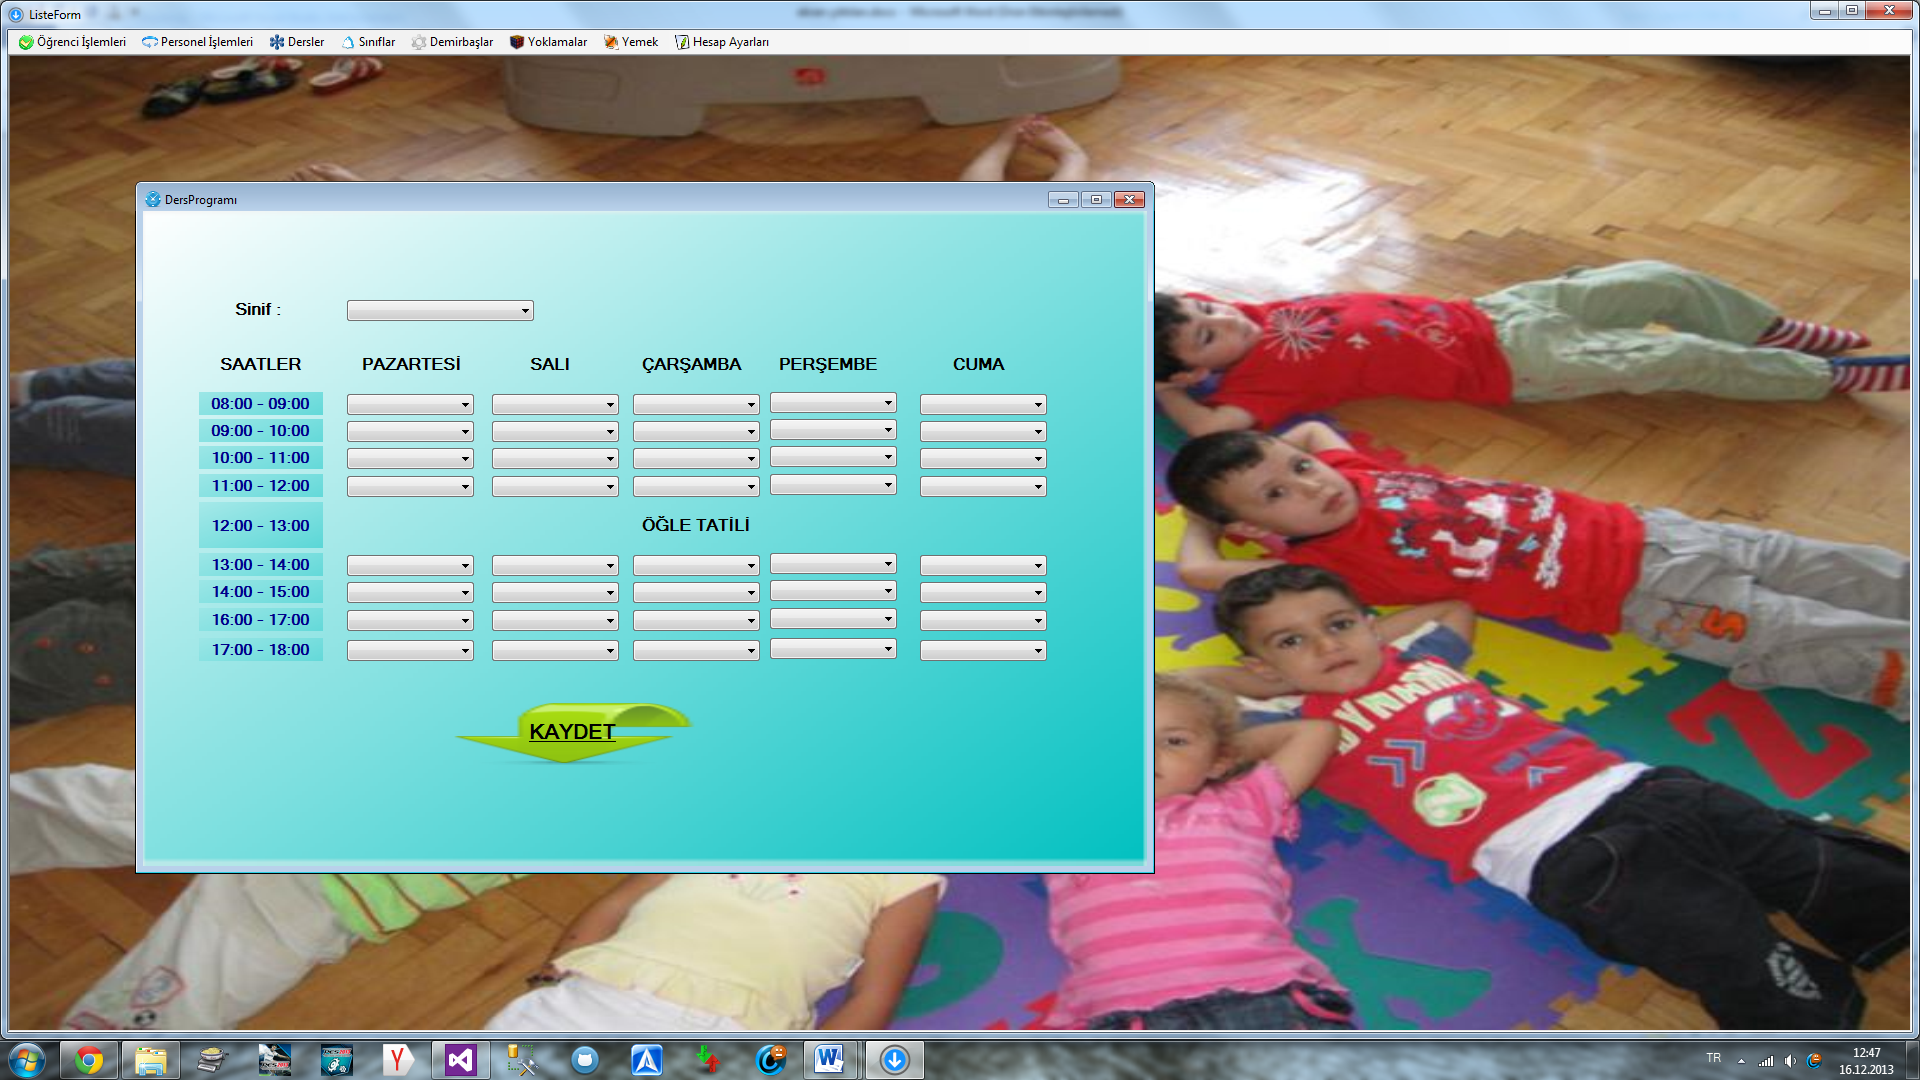 ListeForm
Öğrenci İşlemleri Personel İşlemleri Dersler Sınıflar Demirbaşlar Yoklamalar Yemek Hesap Ayarları
DersProgramı
Sinif :
SAATLER PAZARTESİ SALI ÇARŞAMBA PERŞEMBE CUMA
08:00 - 09:00
09:00 - 10:00
10:00 - 11:00
11:00 - 12:00
12:00 - 13:00 ÖĞLE TATİLİ
13:00 - 14:00
14:00 - 15:00
16:00 - 17:00
17:00 - 18:00
KAYDET
TR
12:47
16.12.2013